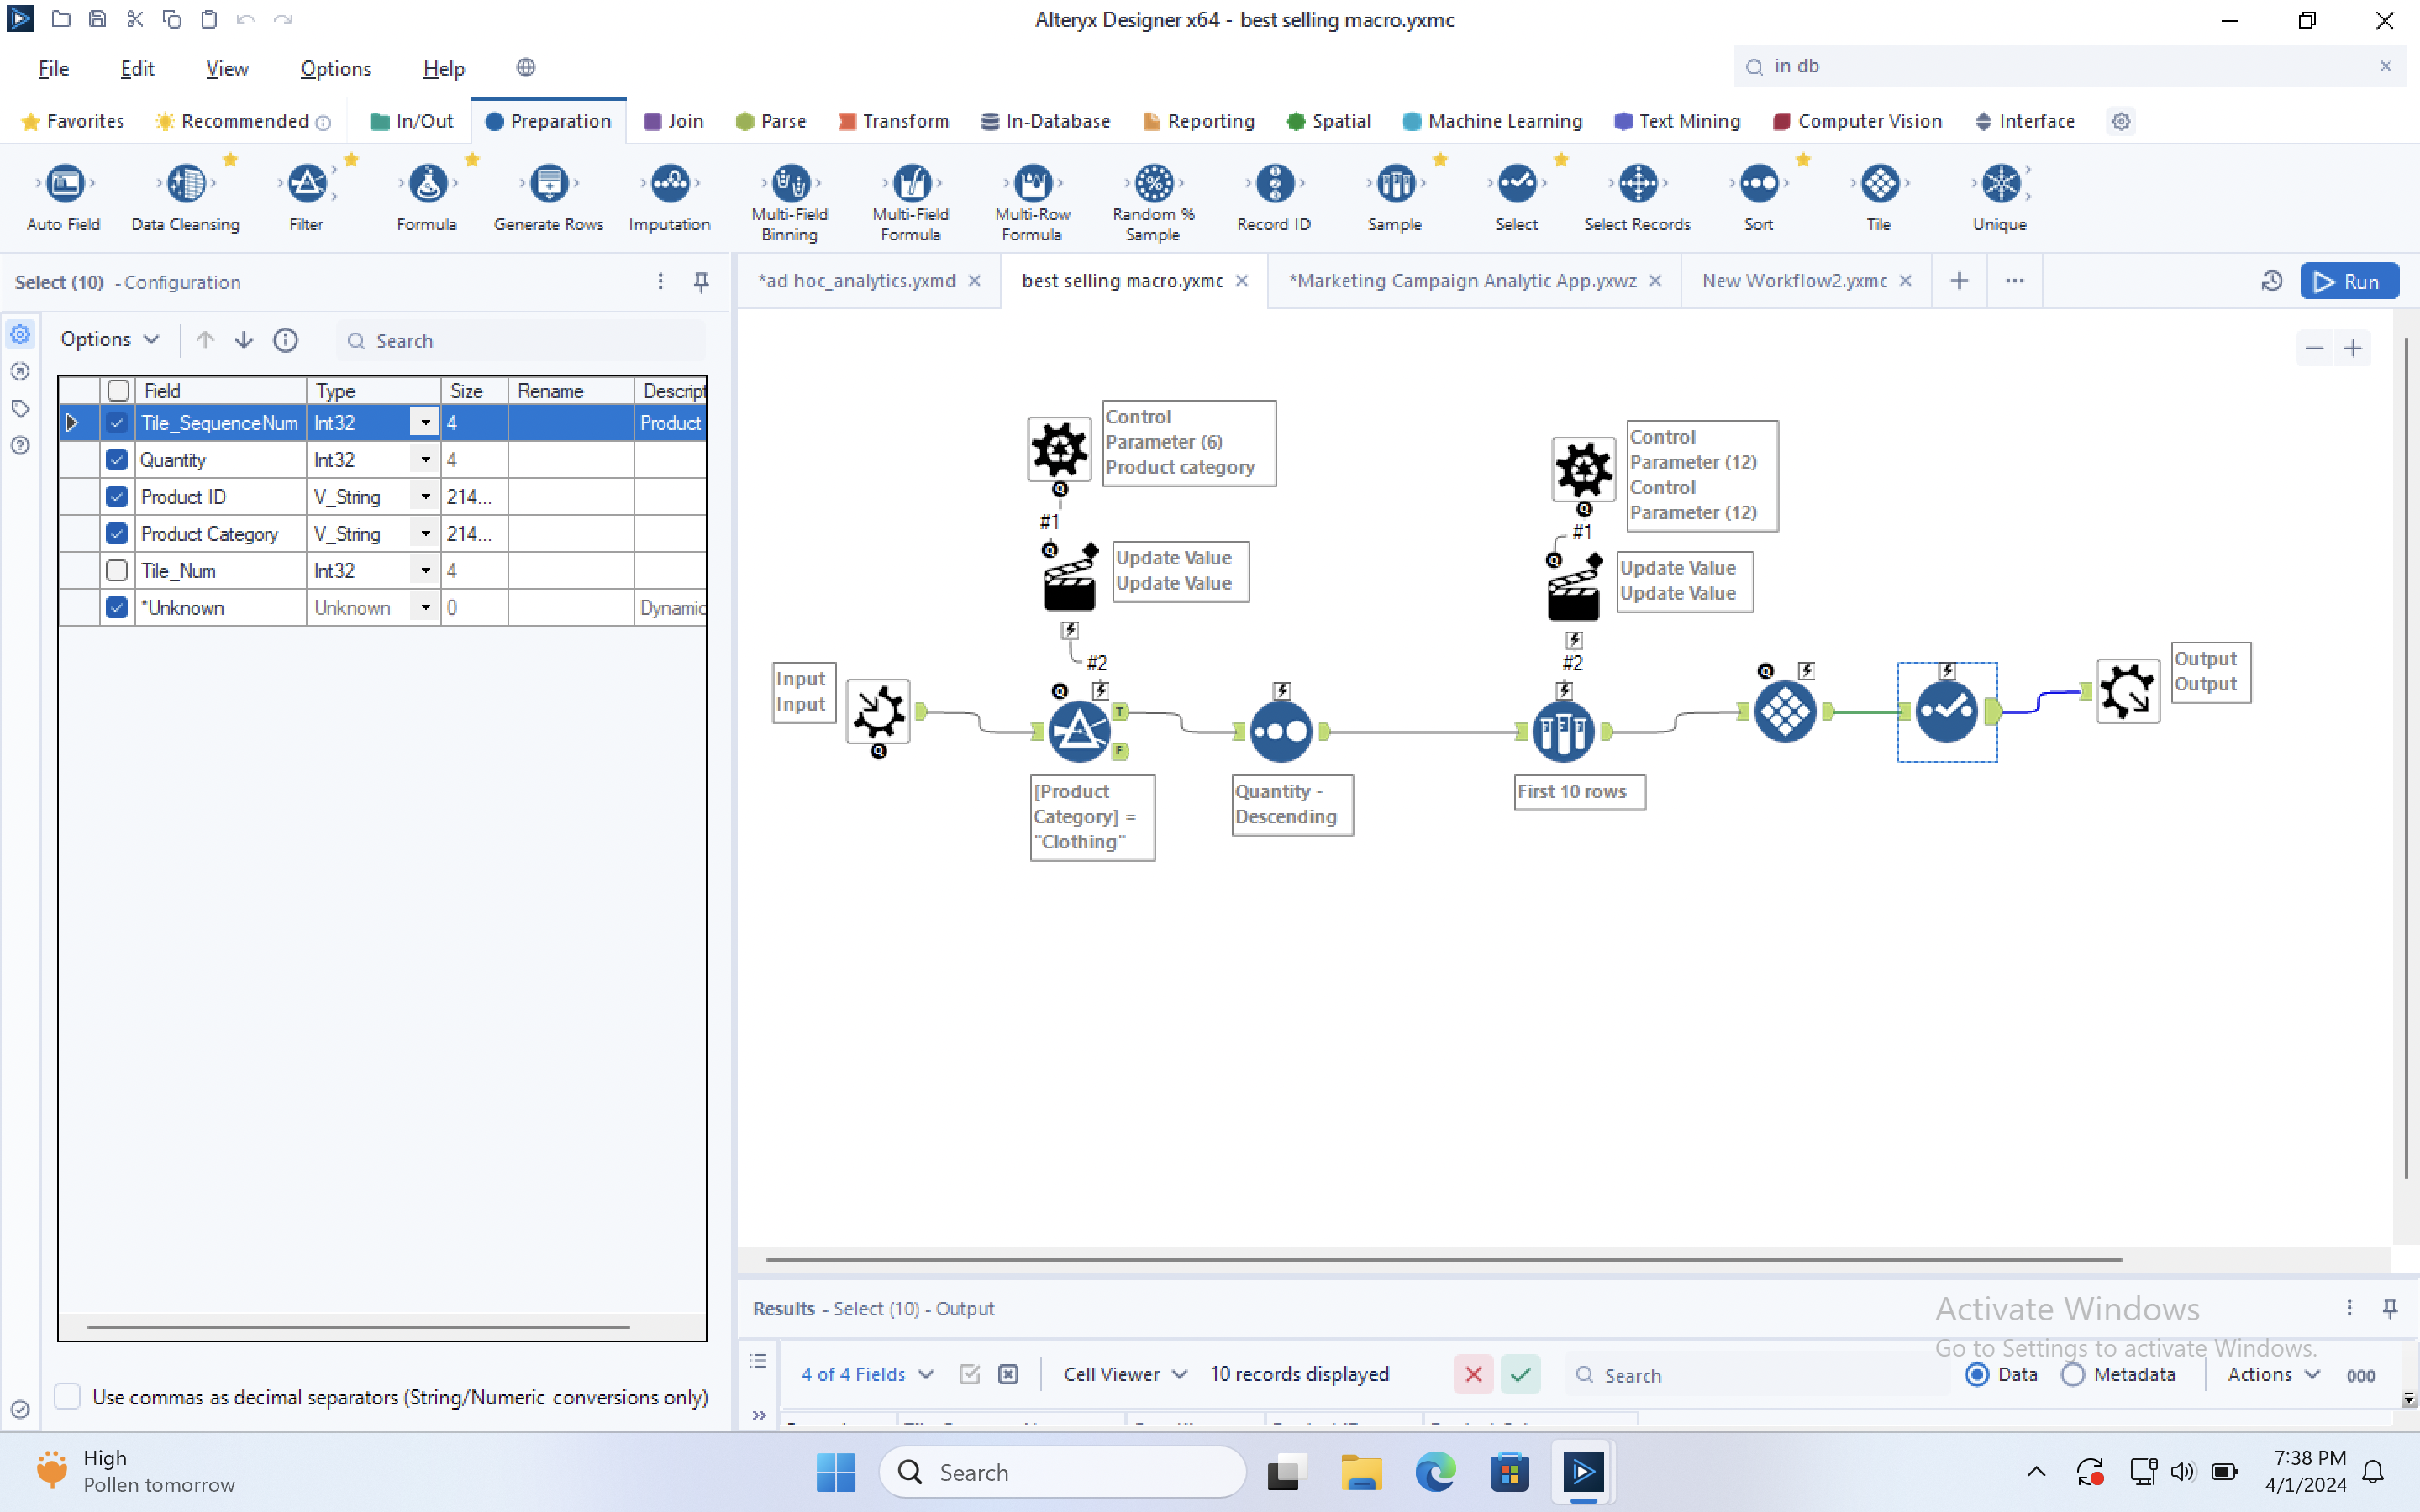 Alteryx Designer x64 - best selling macro.yxmc
File Edit View Options Help
in db
Favorites Recommended In/Out Preparation Join Parse Transform In-Database Reporting Spatial Machine Learning Text Mining Computer Vision Interface
Auto Field
Data Cleansing
Filter
Formula
Generate Rows
Imputation
Multi-Field
Binning
Multi-Field
Formula
Multi-Row
Formula
Random %
Sample
Record ID
Sample
Select
Select Records
Sort
Tile
Unique
Select (10) - Configuration
*ad hoc_analytics.yxmd
best selling macro.yxmc
*Marketing Campaign Analytic App.yxwz
New Workflow2.yxmc
Run
Options
Search
Field Type Size Rename Descript
Tile_SequenceNum Int32 4 Product
Quantity Int32 4
Product ID V_String 214...
Product Category V_String 214...
Tile_Num Int32 4
*Unknown Unknown 0 Dynamic
Use commas as decimal separators (String/Numeric conversions only)
Control
Parameter (6)
Product category
Q
#1
Q
Update Value
Update Value
#2
Control
Parameter (12)
Control
Parameter (12)
Q
#1
Q
Update Value
Update Value
#2
Input
Input
Q
Q
T
F
[Product
Category] =
"Clothing"
Quantity -
Descending
First 10 rows
Q
Output
Output
Results - Select (10) - Output
Activate Windows
Go to Settings to activate Windows.
4 of 4 Fields
Cell Viewer
10 records displayed
Search
Data
Metadata
Actions
000
High
Pollen tomorrow
Search
7:38 PM
4/1/2024